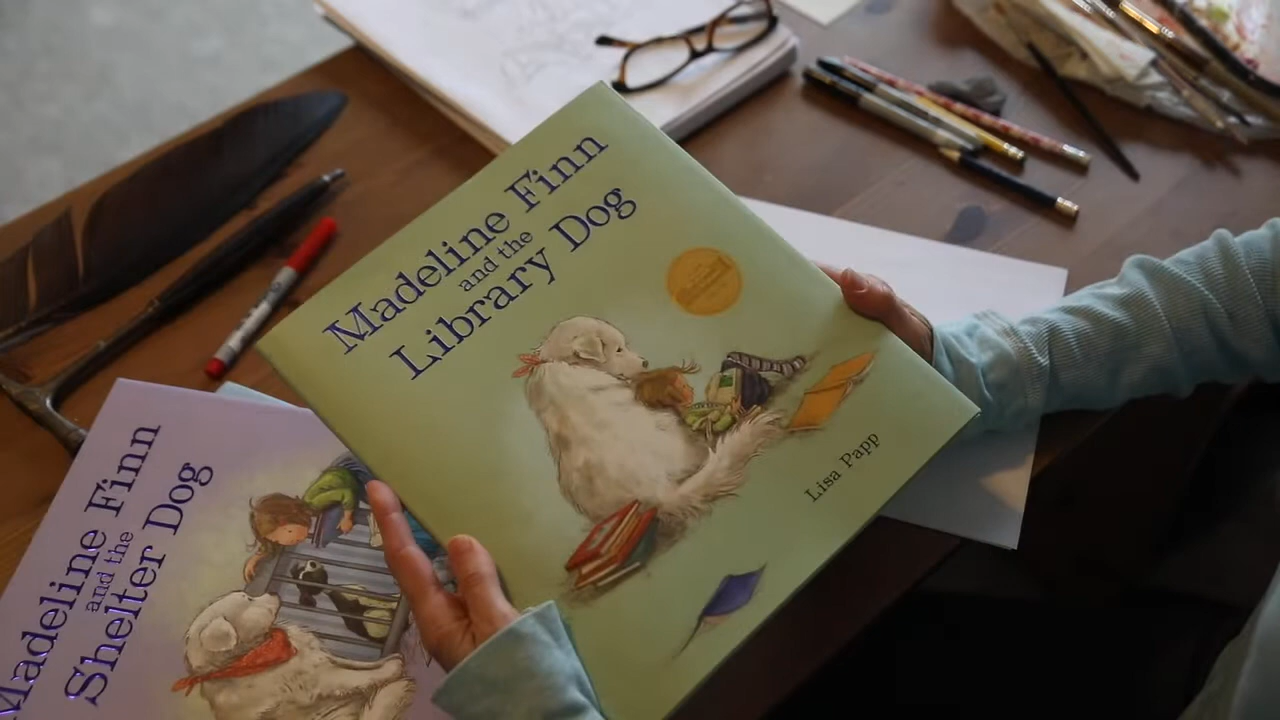 Madeline Finn
and the
Library Dog
Lisa Papp
Madeline Finn
and the
Shelter Dog